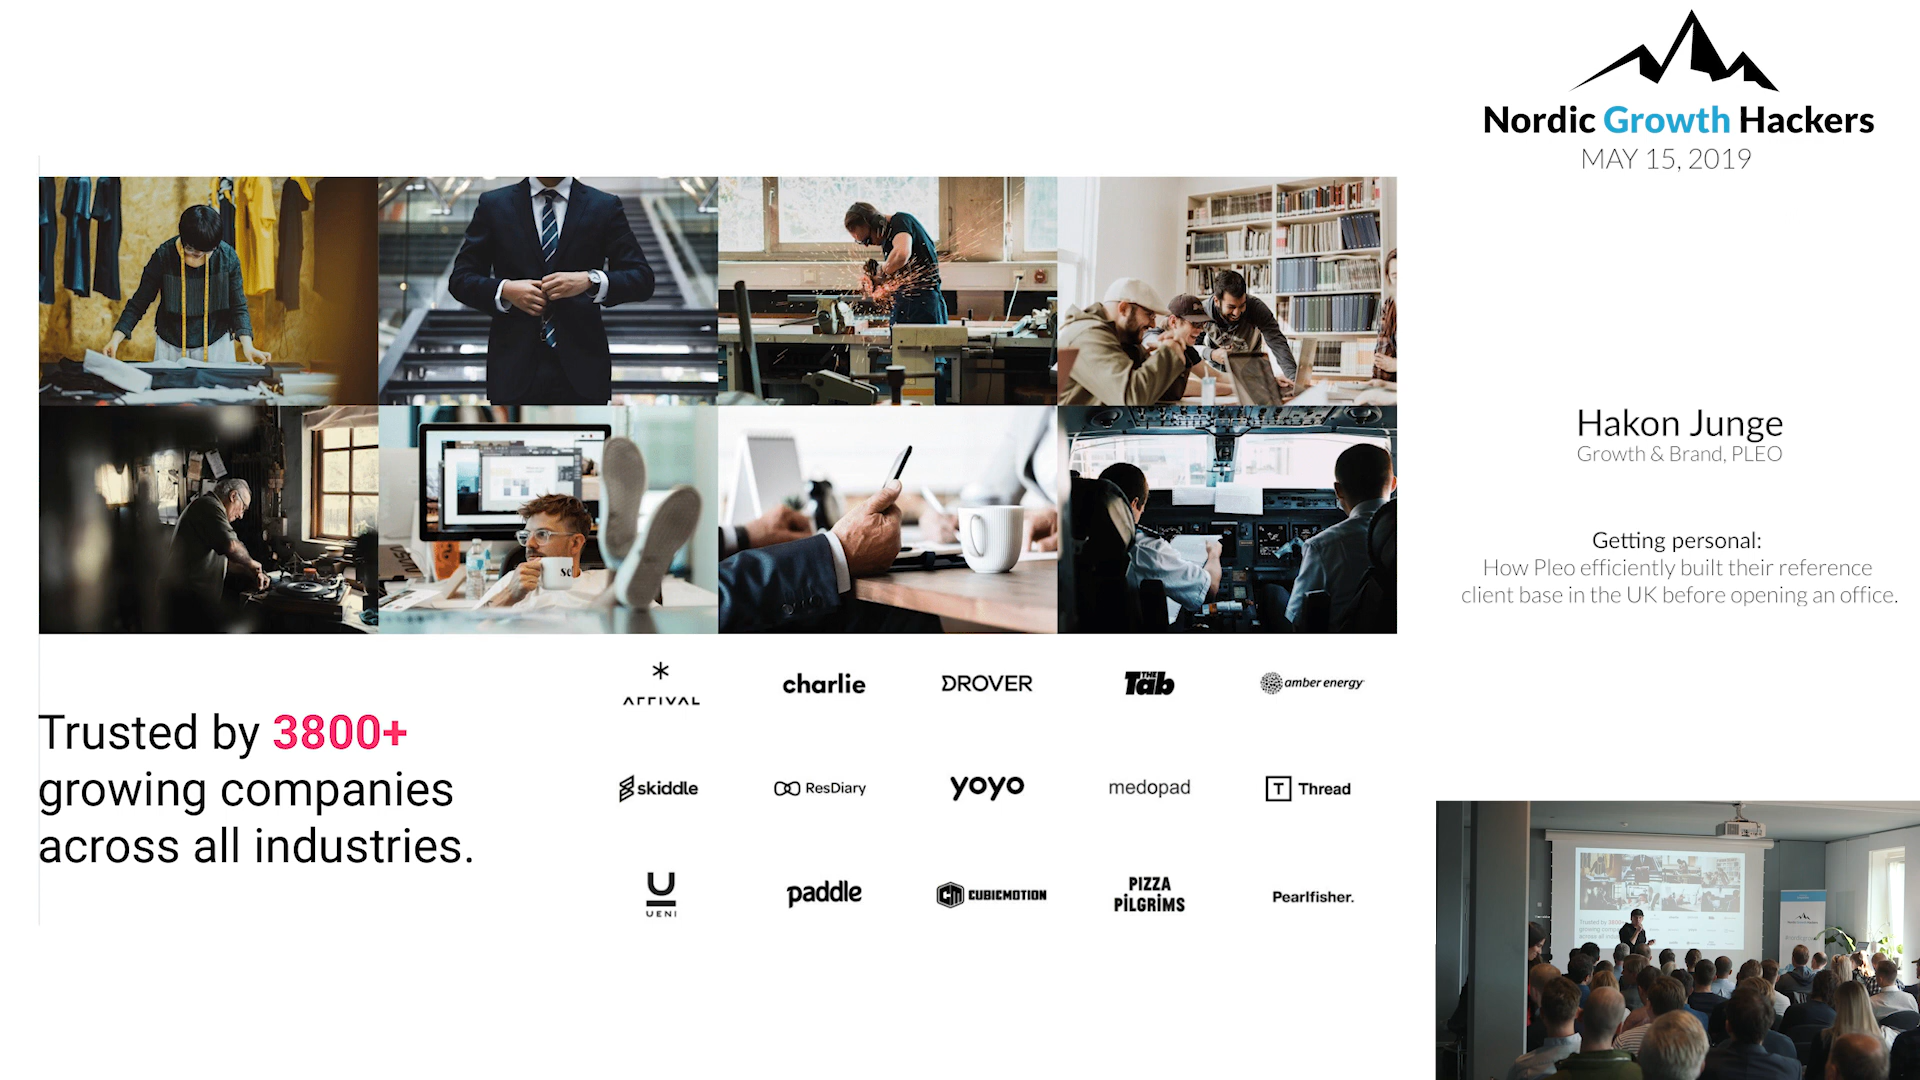 Nordic Growth Hackers
MAY 15, 2019
Hakon Junge
Growth & Brand, PLEO
Getting personal:
How Pleo efficiently built their reference
client base in the UK before opening an office.
Trusted by 3800+
growing companies
across all industries.
ARRIVAL
charlie
DROVER
THE Tab
amber energy
skiddle
ResDiary
yoyo
medopad
T Thread
UENI
paddle
CM CUBICMOTION
PIZZA
PILGRIMS
Pearlfisher.